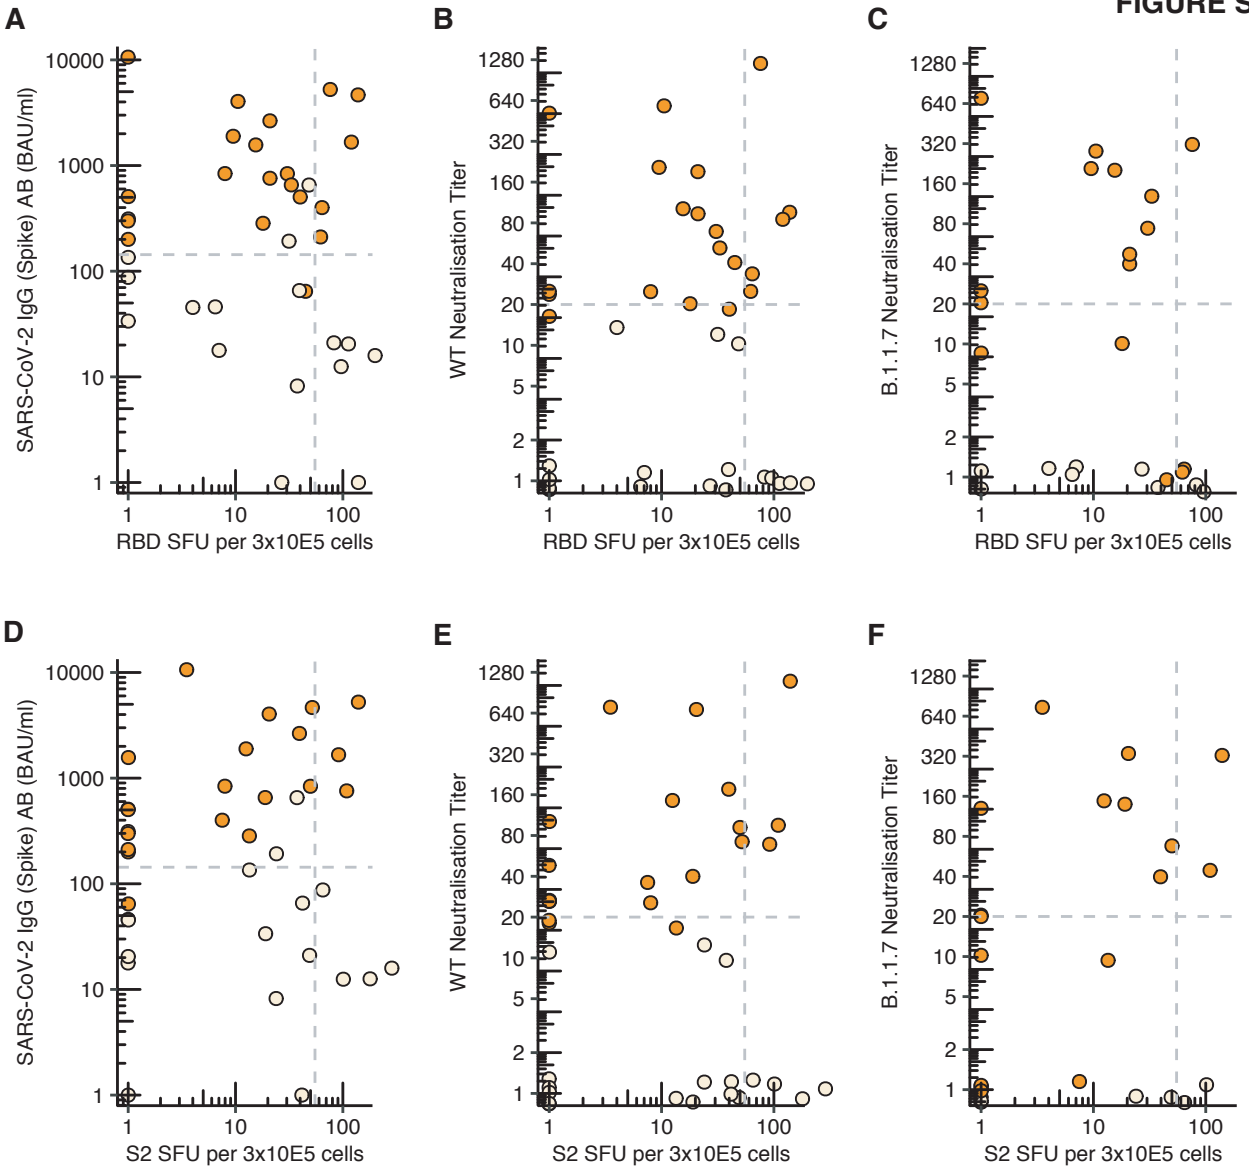 FIGURE S
A
SARS-CoV-2 IgG (Spike) AB (BAU/ml)
10000
1000
100
10
1
1 10 100
RBD SFU per 3x10E5 cells
B
WT Neutralisation Titer
1280
640
320
160
80
40
20
10
5
2
1
1 10 100
RBD SFU per 3x10E5 cells
C
B.1.1.7 Neutralisation Titer
1280
640
320
160
80
40
20
10
5
2
1
1 10 100
RBD SFU per 3x10E5 cells
D
SARS-CoV-2 IgG (Spike) AB (BAU/ml)
10000
1000
100
10
1
1 10 100
S2 SFU per 3x10E5 cells
E
WT Neutralisation Titer
1280
640
320
160
80
40
20
10
5
2
1
1 10 100
S2 SFU per 3x10E5 cells
F
B.1.1.7 Neutralisation Titer
1280
640
320
160
80
40
20
10
5
2
1
1 10 100
S2 SFU per 3x10E5 cells